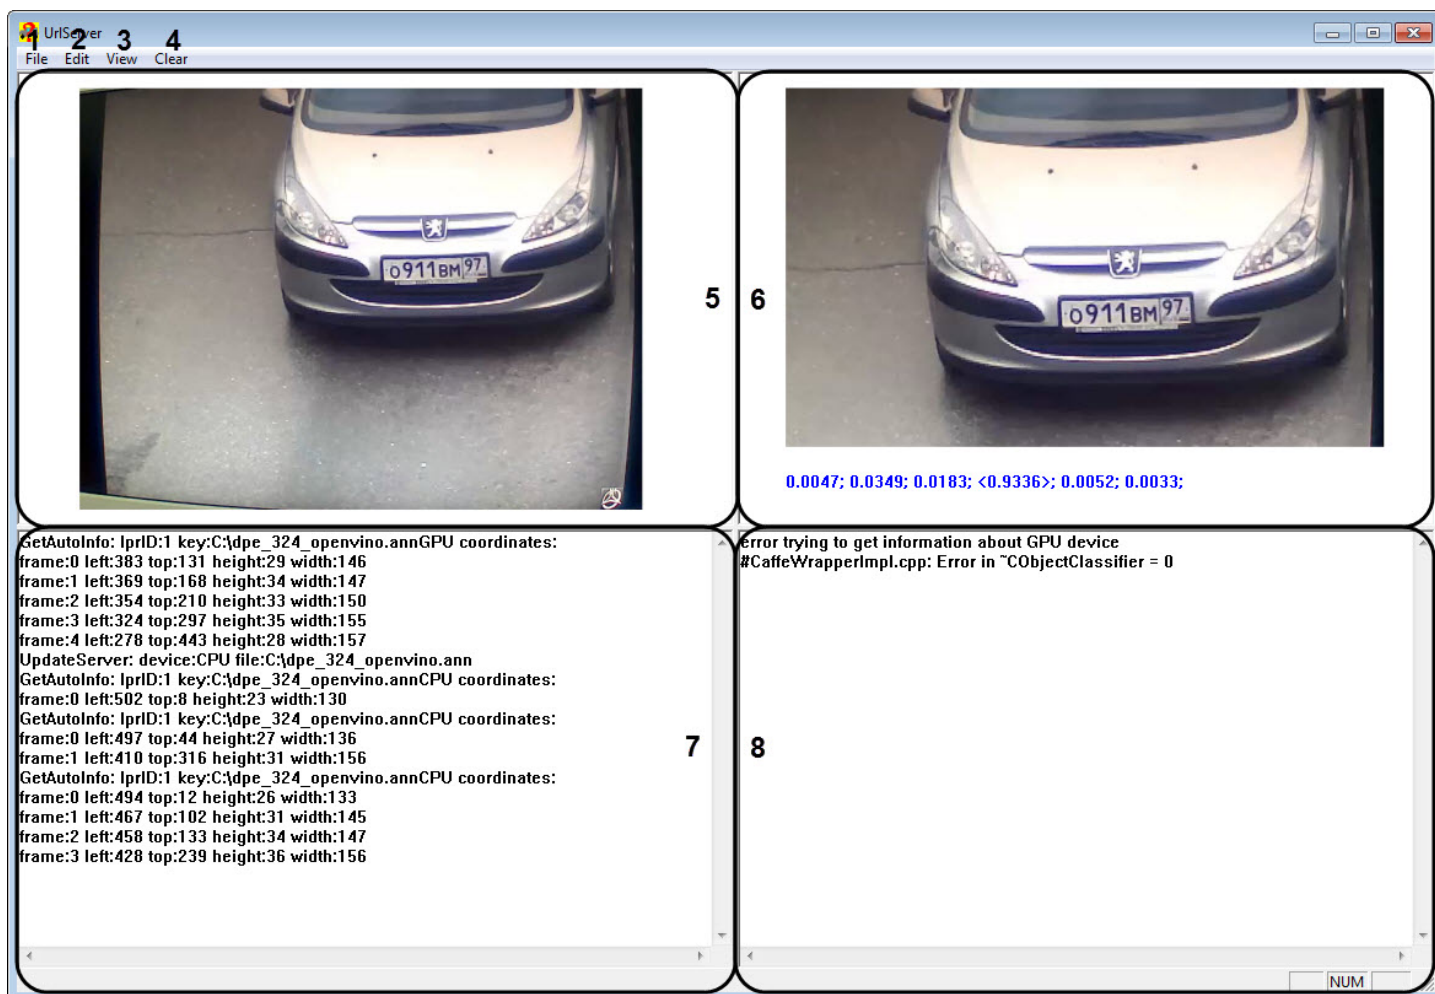 UrlServer
1 2 3 4
File Edit View Clear
О911ВМ 97
О911ВМ 97
5
6
0.0047; 0.0349; 0.0183; <0.9336>; 0.0052; 0.0033;
GetAutoInfo: lprID:1 key:C:\dpe_324_openvino.annGPU coordinates:
frame:0 left:383 top:131 height:29 width:146
frame:1 left:369 top:168 height:34 width:147
frame:2 left:354 top:210 height:33 width:150
frame:3 left:324 top:297 height:35 width:155
frame:4 left:278 top:443 height:28 width:157
UpdateServer: device:CPU file:C:\dpe_324_openvino.ann
GetAutoInfo: lprID:1 key:C:\dpe_324_openvino.annCPU coordinates:
frame:0 left:502 top:8 height:23 width:130
GetAutoInfo: lprID:1 key:C:\dpe_324_openvino.annCPU coordinates:
frame:0 left:497 top:44 height:27 width:136
frame:1 left:410 top:316 height:31 width:156
GetAutoInfo: lprID:1 key:C:\dpe_324_openvino.annCPU coordinates:
frame:0 left:494 top:12 height:26 width:133
frame:1 left:467 top:102 height:31 width:145
frame:2 left:458 top:133 height:34 width:147
frame:3 left:428 top:239 height:36 width:156
7
error trying to get information about GPU device
#CaffeWrapperImpl.cpp: Error in ~CObjectClassifier = 0
8
NUM